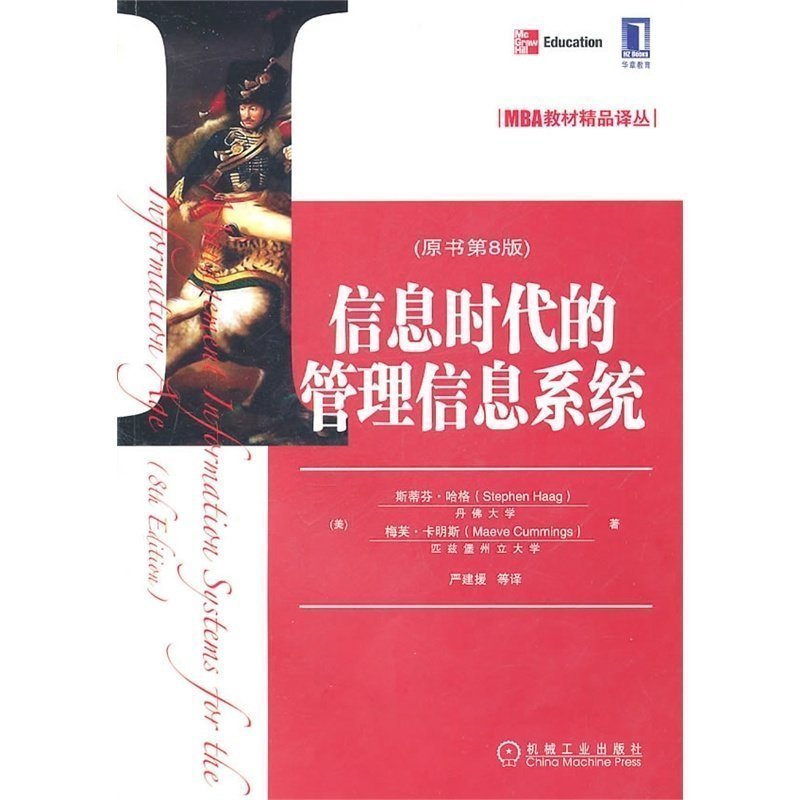 Mc
Graw
Hill
Education
HZ Books
华章教育
MBA教材精品译丛
(原书第8版)
信息时代的
管理信息系统
Management Information Systems for the
Information Age (8th Edition)
斯蒂芬·哈格(Stephen Haag)
丹佛大学
(美)
梅芙·卡明斯(Maeve Cummings)
著
匹兹堡州立大学
严建援 等译
机械工业出版社
China Machine Press